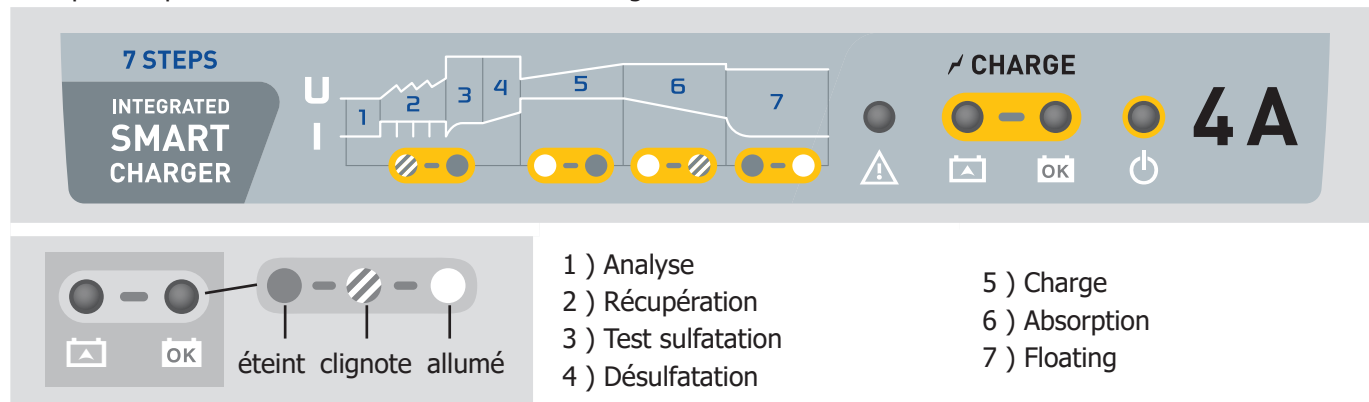 7 STEPS
INTEGRATED
SMART
CHARGER
U
I
1 2 3 4 5 6 7
CHARGE
4 A
OK
OK
éteint clignote allumé
1 ) Analyse
2 ) Récupération
3 ) Test sulfatation
4 ) Désulfatation
5 ) Charge
6 ) Absorption
7 ) Floating